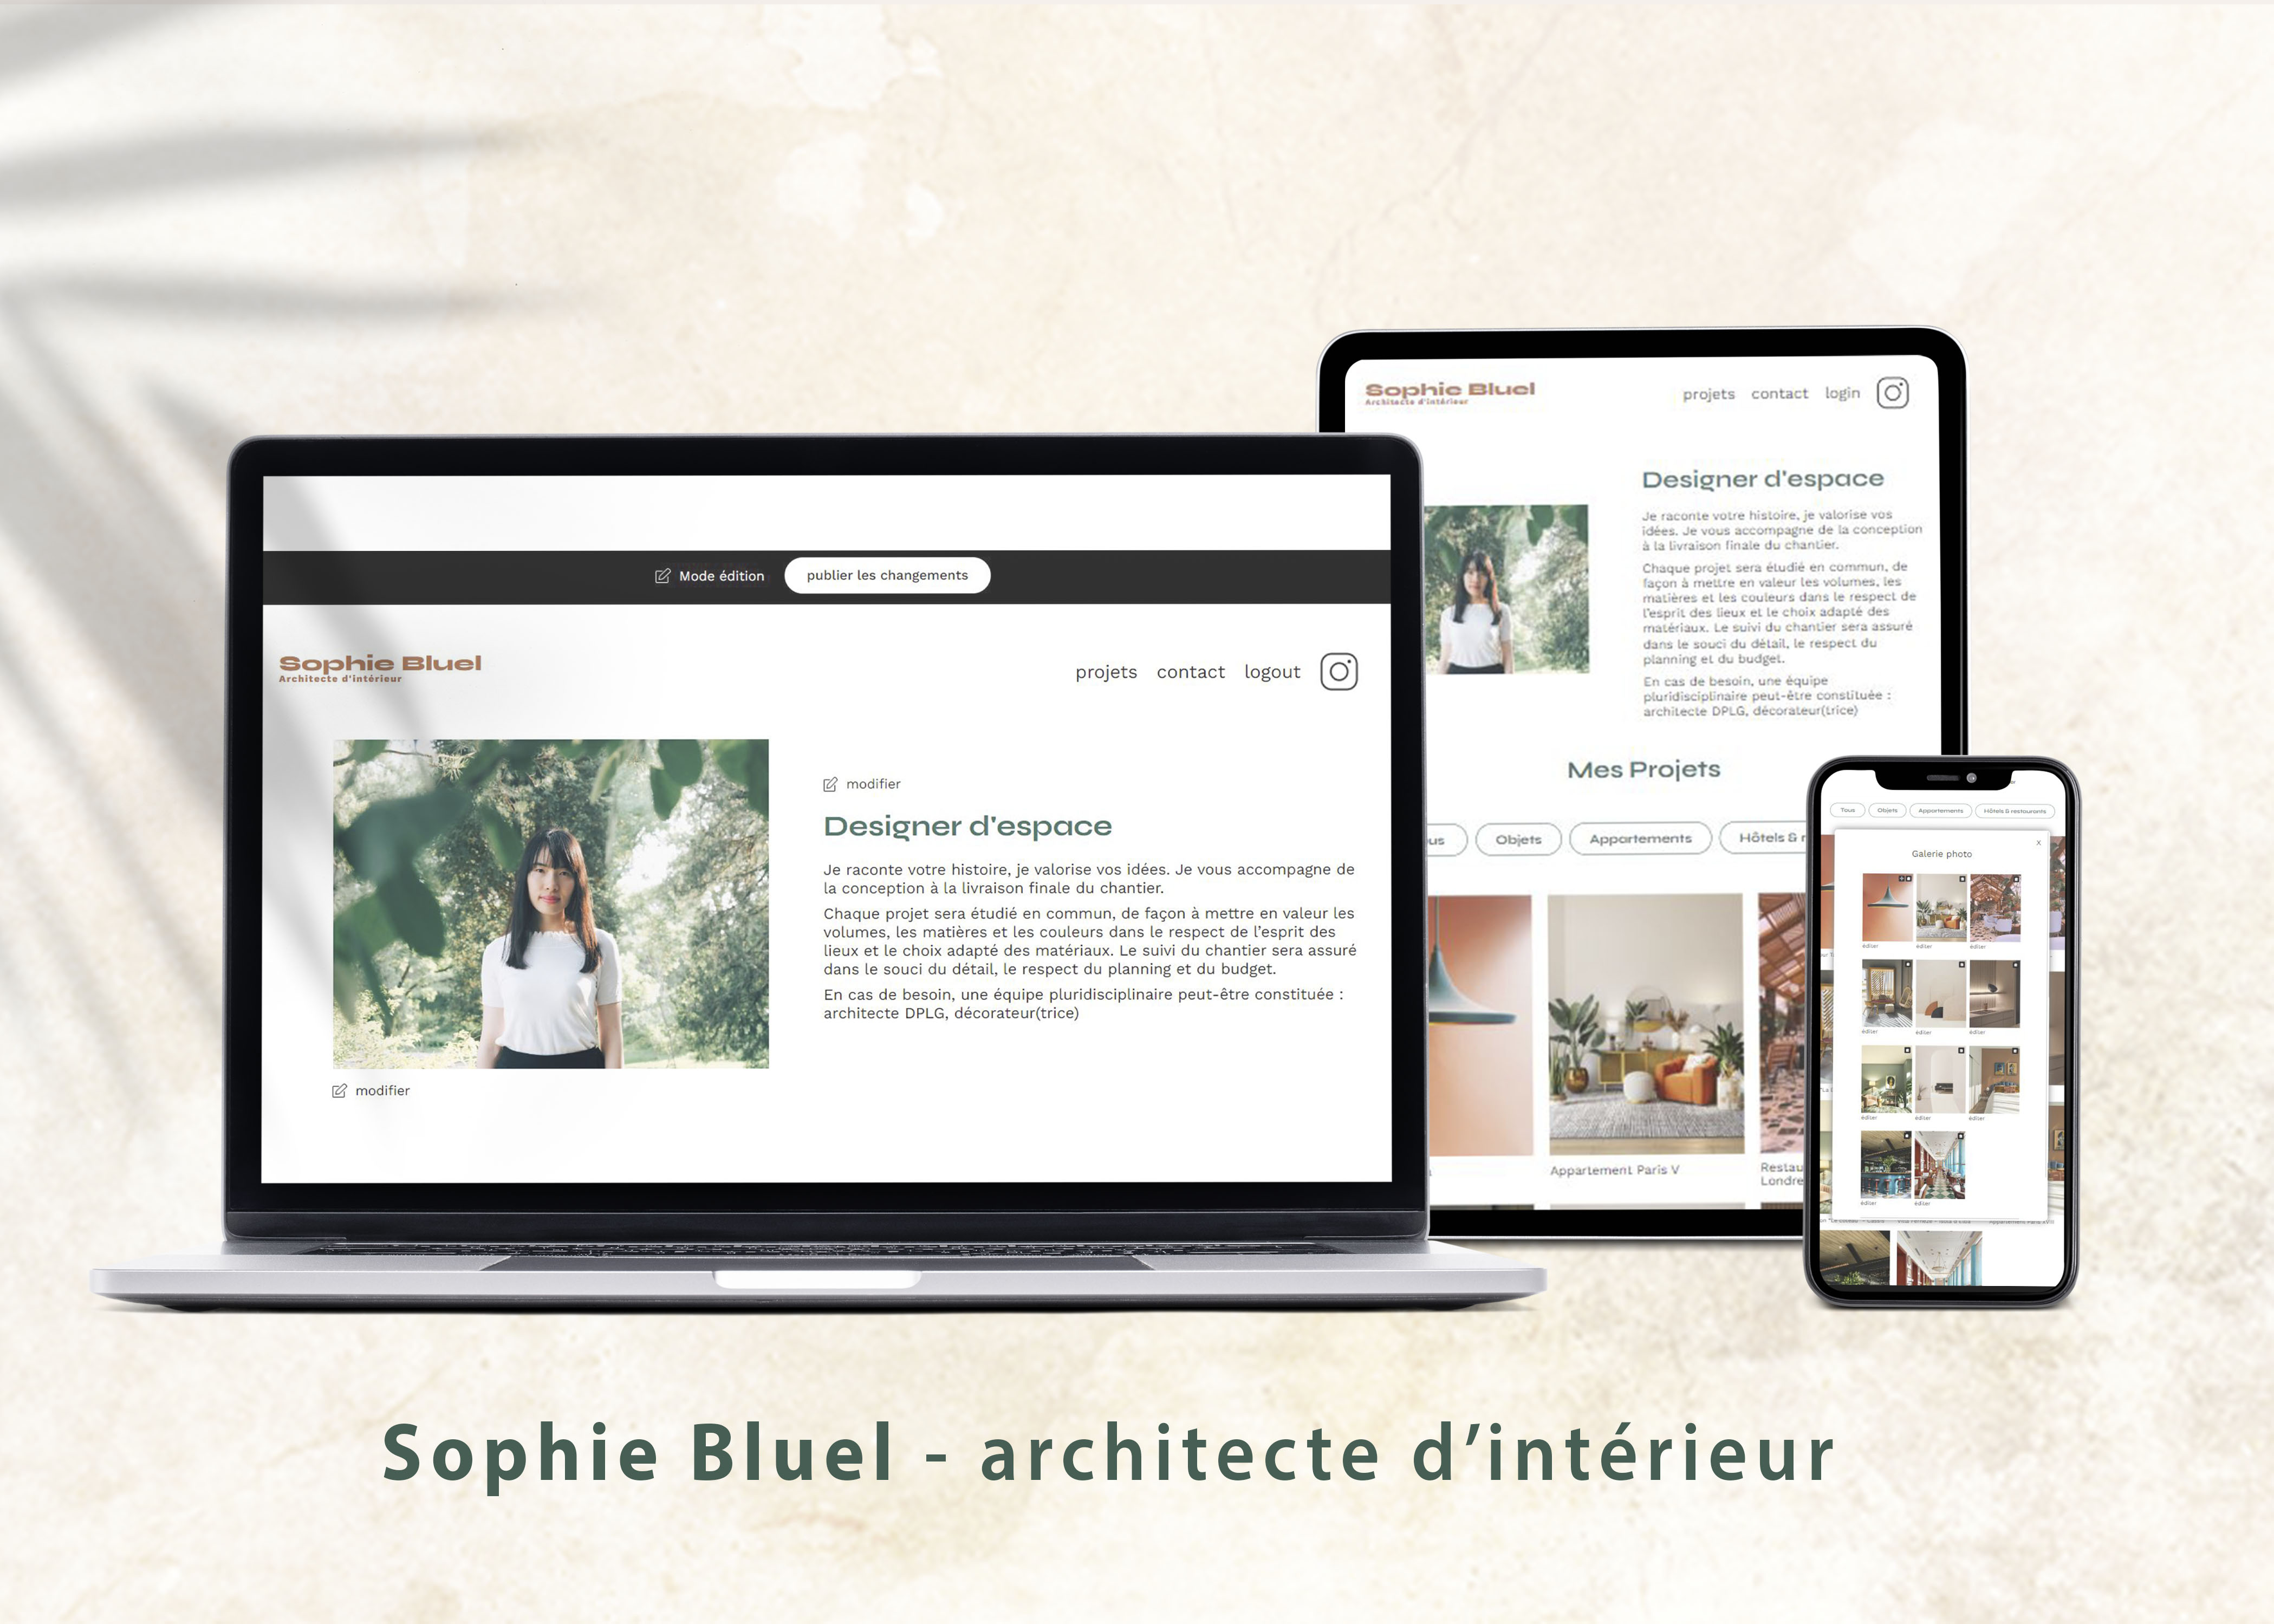 Mode édition publier les changements
Sophie Bluel
Architecte d'intérieur
projets contact logout
modifier
Designer d'espace
Je raconte votre histoire, je valorise vos idées. Je vous accompagne de
la conception à la livraison finale du chantier.
Chaque projet sera étudié en commun, de façon à mettre en valeur les
volumes, les matières et les couleurs dans le respect de l'esprit des
lieux et le choix adapté des matériaux. Le suivi du chantier sera assuré
dans le souci du détail, le respect du planning et du budget.
En cas de besoin, une équipe pluridisciplinaire peut-être constituée :
architecte DPLG, décorateur(trice)
modifier
Sophie Bluel
Architecte d'intérieur
projets contact login
Designer d'espace
Je raconte votre histoire, je valorise vos
idées. Je vous accompagne de la conception
à la livraison finale du chantier.
Chaque projet sera étudié en commun, de
façon à mettre en valeur les volumes, les
matières et les couleurs dans le respect de
l'esprit des lieux et le choix adapté des
matériaux. Le suivi du chantier sera assuré
dans le souci du détail, le respect du
planning et du budget.
En cas de besoin, une équipe
pluridisciplinaire peut-être constituée :
architecte DPLG, décorateur(trice)
Mes Projets
us Objets Appartements Hôtels & r
Appartement Paris V
Restau
Londre
Tous Objets Appartements Hôtels & restaurants
x
Galerie photo
éditer éditer éditer
éditer éditer éditer
éditer éditer éditer
éditer éditer
Sophie Bluel - architecte d’intérieur